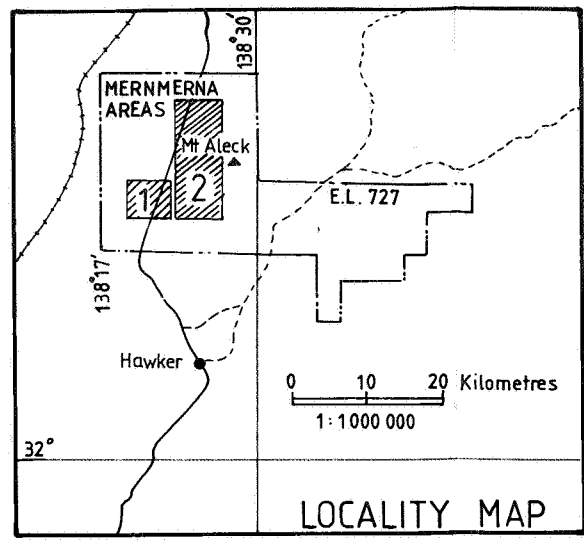 138° 30′
MERNMERNA
AREAS
Mt Aleck
1
2
E.L. 727
138° 17′
Hawker
0 10 20 Kilometres
1:1 000 000
32°
LOCALITY MAP